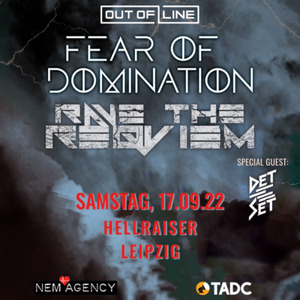 OUT OF LINE
FEAR OF
DOMINATION
RAVE THE
REQVIEM
SPECIAL GUEST:
DET
SET
SAMSTAG, 17.09.22
HELLRAISER
LEIPZIG
NEM AGENCY
TADC